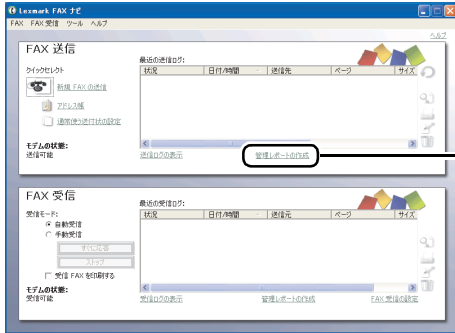 Lexmark FAX ナビ
FAX FAX 受信 ツール ヘルプ
ヘルプ
FAX 送信
クイックセレクト
新規 FAX の送信
アドレス帳
通常使う送付状の設定
モデムの状態:
送信可能
最近の送信ログ:
状況 日付/時間 送信先 ページ サイズ
送信ログの表示 管理レポートの作成
FAX 受信
受信モード:
自動受信
手動受信
すぐに応答
ストップ
受信 FAX を印刷する
モデムの状態:
受信可能
最近の受信ログ:
状況 日付/時間 送信元 ページ サイズ
受信ログの表示 管理レポートの作成 FAX 受信の設定